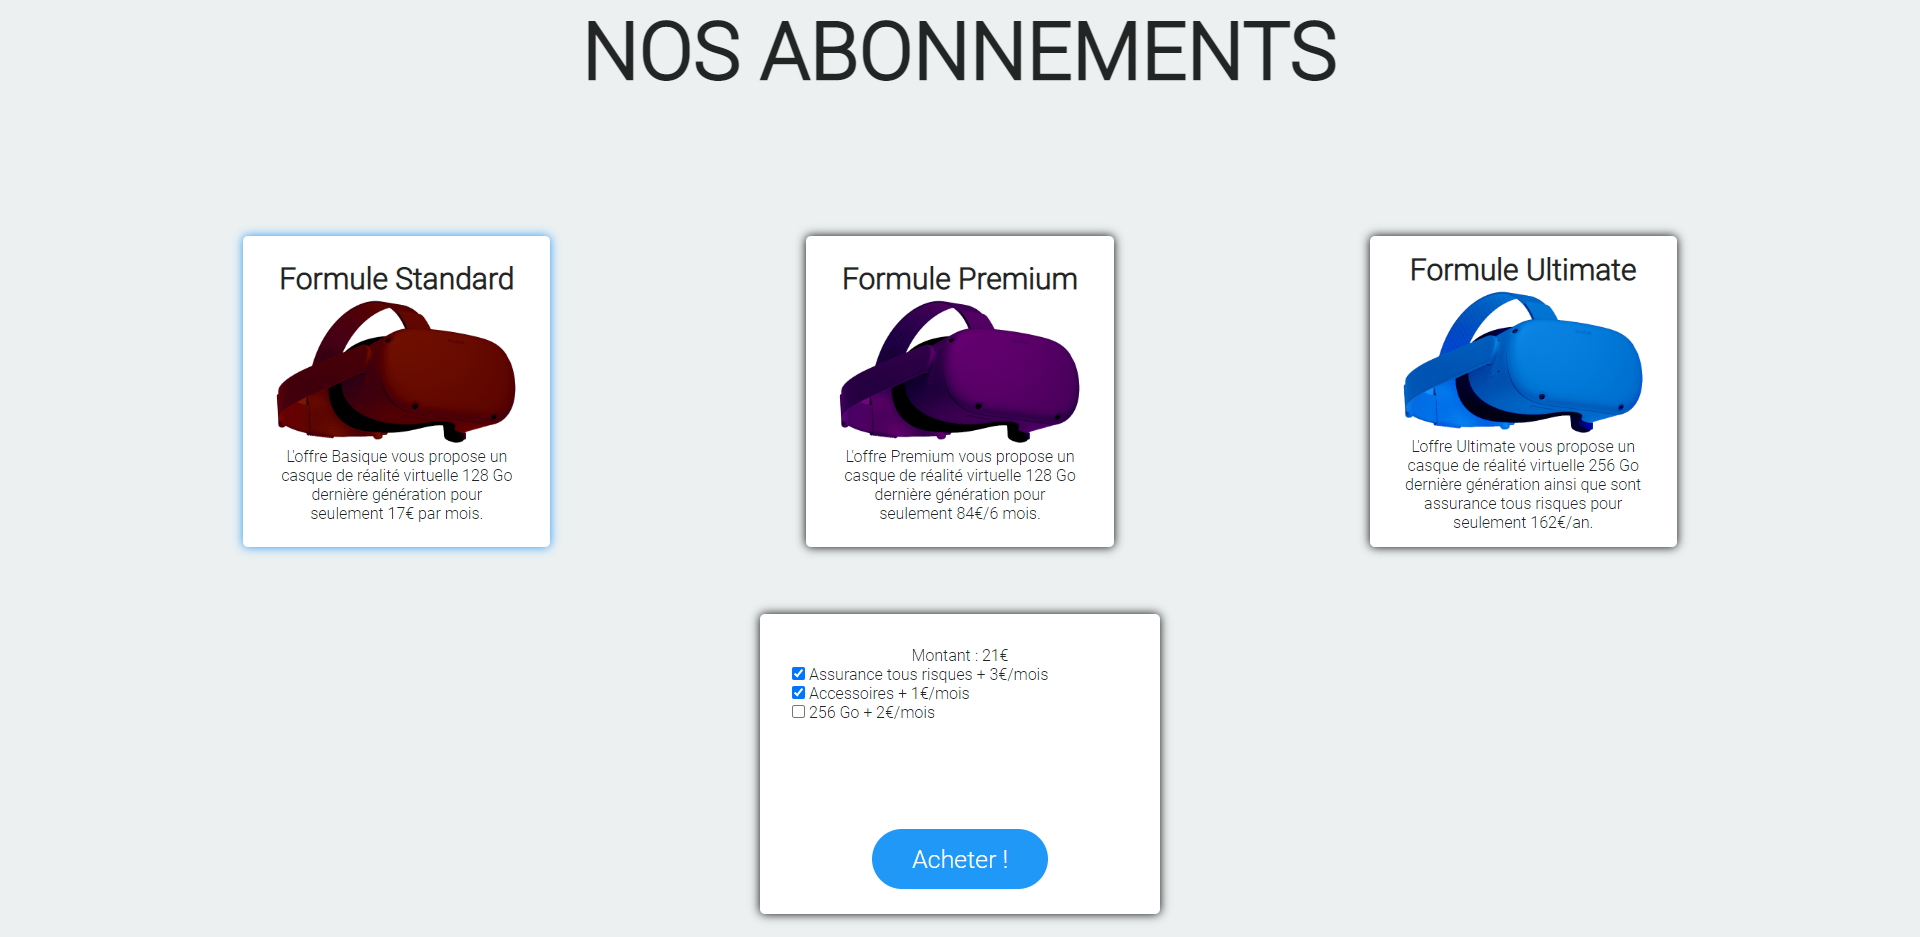 NOS ABONNEMENTS
Formule Standard
L'offre Basique vous propose un
casque de réalité virtuelle 128 Go
dernière génération pour
seulement 17€ par mois.
Formule Premium
L'offre Premium vous propose un
casque de réalité virtuelle 128 Go
dernière génération pour
seulement 84€/6 mois.
Formule Ultimate
L'offre Ultimate vous propose un
casque de réalité virtuelle 256 Go
dernière génération ainsi que sont
assurance tous risques pour
seulement 162€/an.
Montant : 21€
Assurance tous risques + 3€/mois
Accessoires + 1€/mois
256 Go + 2€/mois
Acheter !